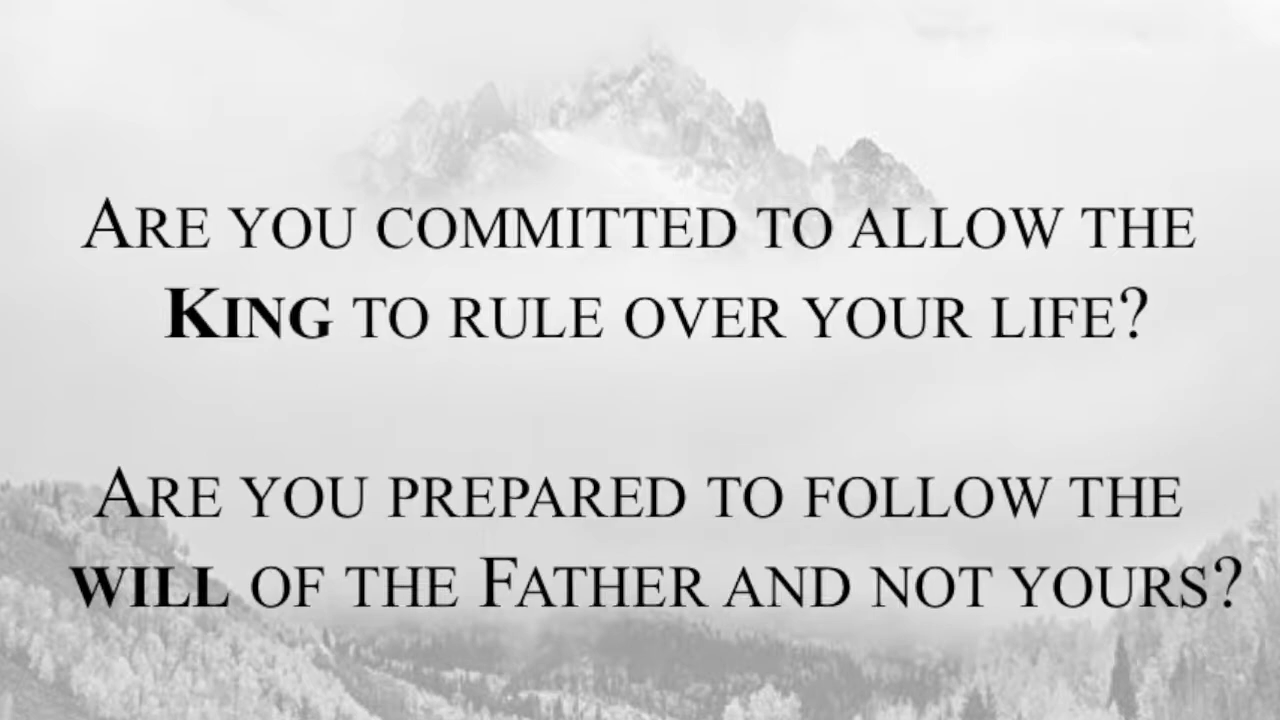 Are you committed to allow the
King to rule over your life?
Are you prepared to follow the
will of the Father and not yours?